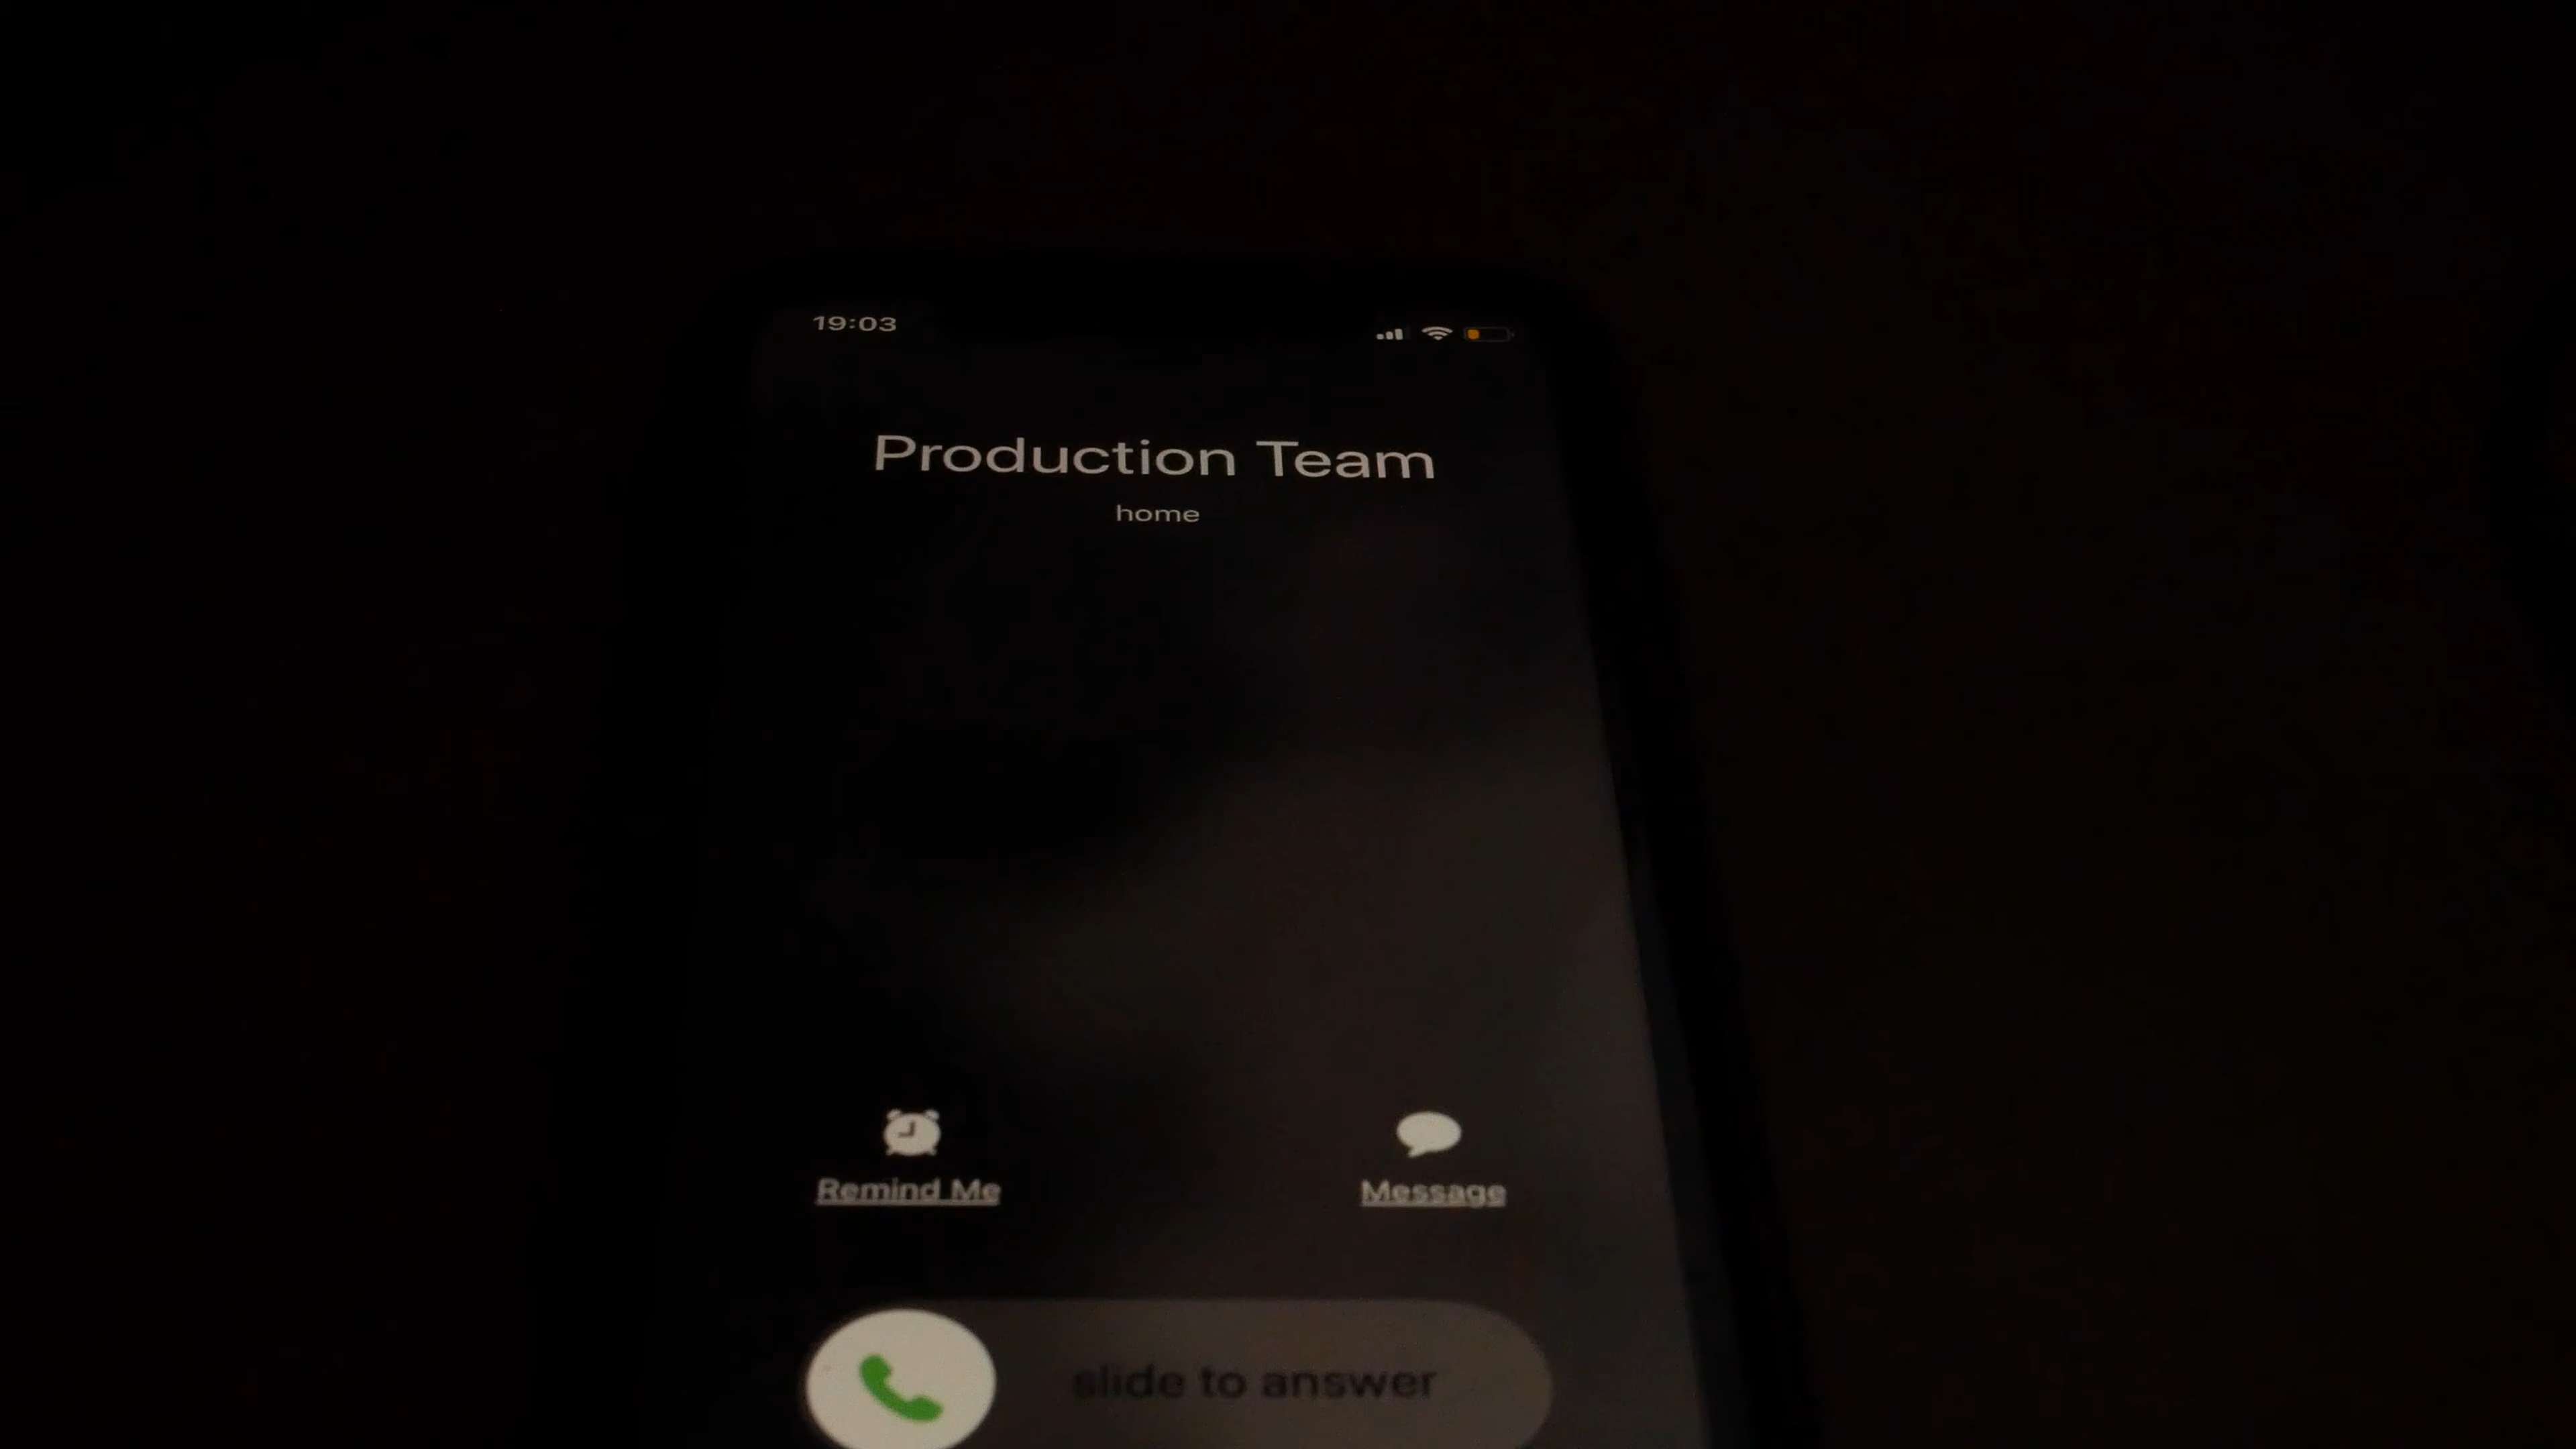 19:03
Production Team
home
Remind Me
Message
slide to answer